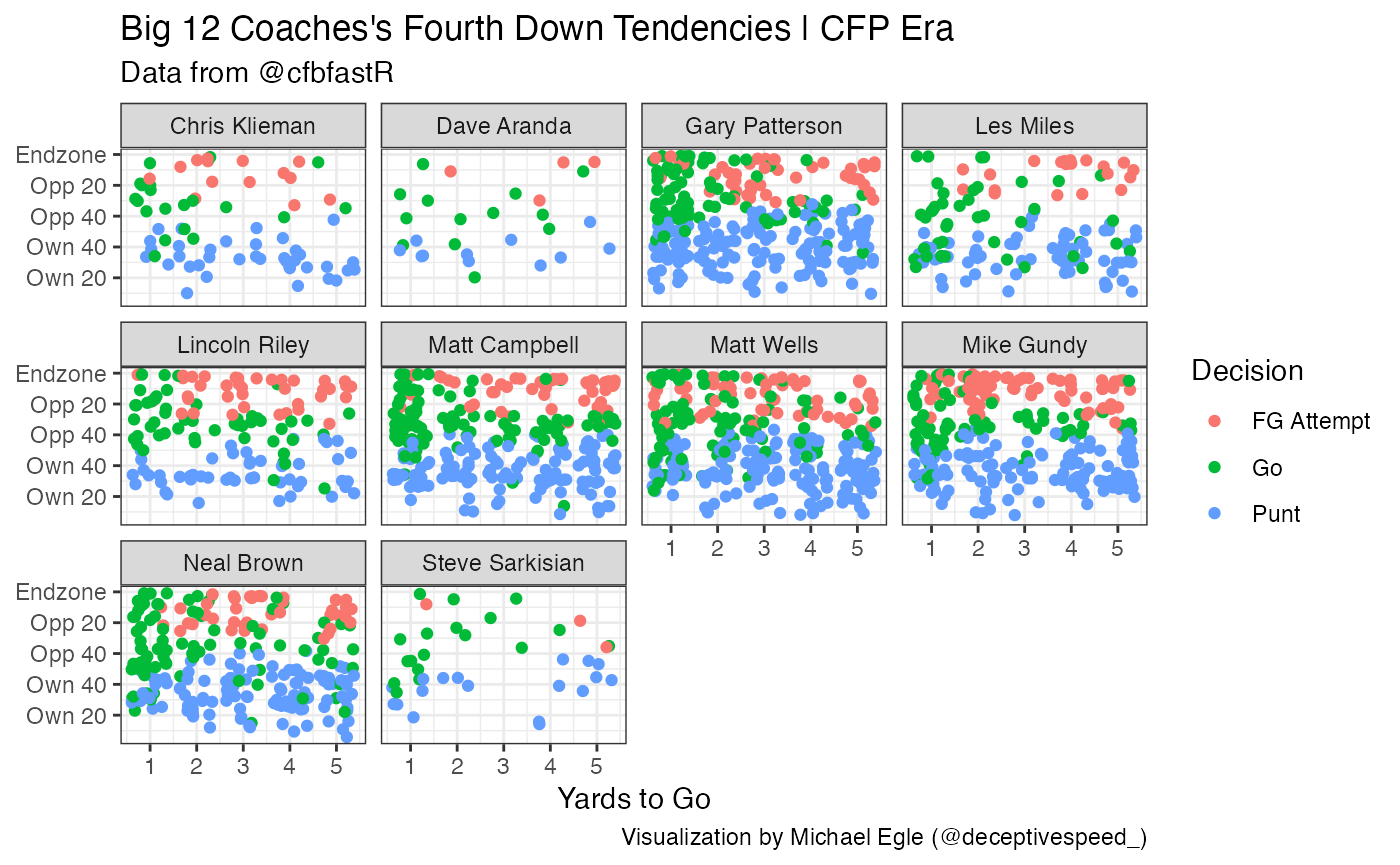 Big 12 Coaches's Fourth Down Tendencies | CFP Era
Data from @cfbfastR
Chris Klieman
Dave Aranda
Gary Patterson
Les Miles
Endzone
Opp 20
Opp 40
Own 40
Own 20
Lincoln Riley
Matt Campbell
Matt Wells
Mike Gundy
Endzone
Opp 20
Opp 40
Own 40
Own 20
1 2 3 4 5
1 2 3 4 5
Neal Brown
Steve Sarkisian
Endzone
Opp 20
Opp 40
Own 40
Own 20
1 2 3 4 5
1 2 3 4 5
Yards to Go
Decision
FG Attempt
Go
Punt
Visualization by Michael Egle (@deceptivespeed_)